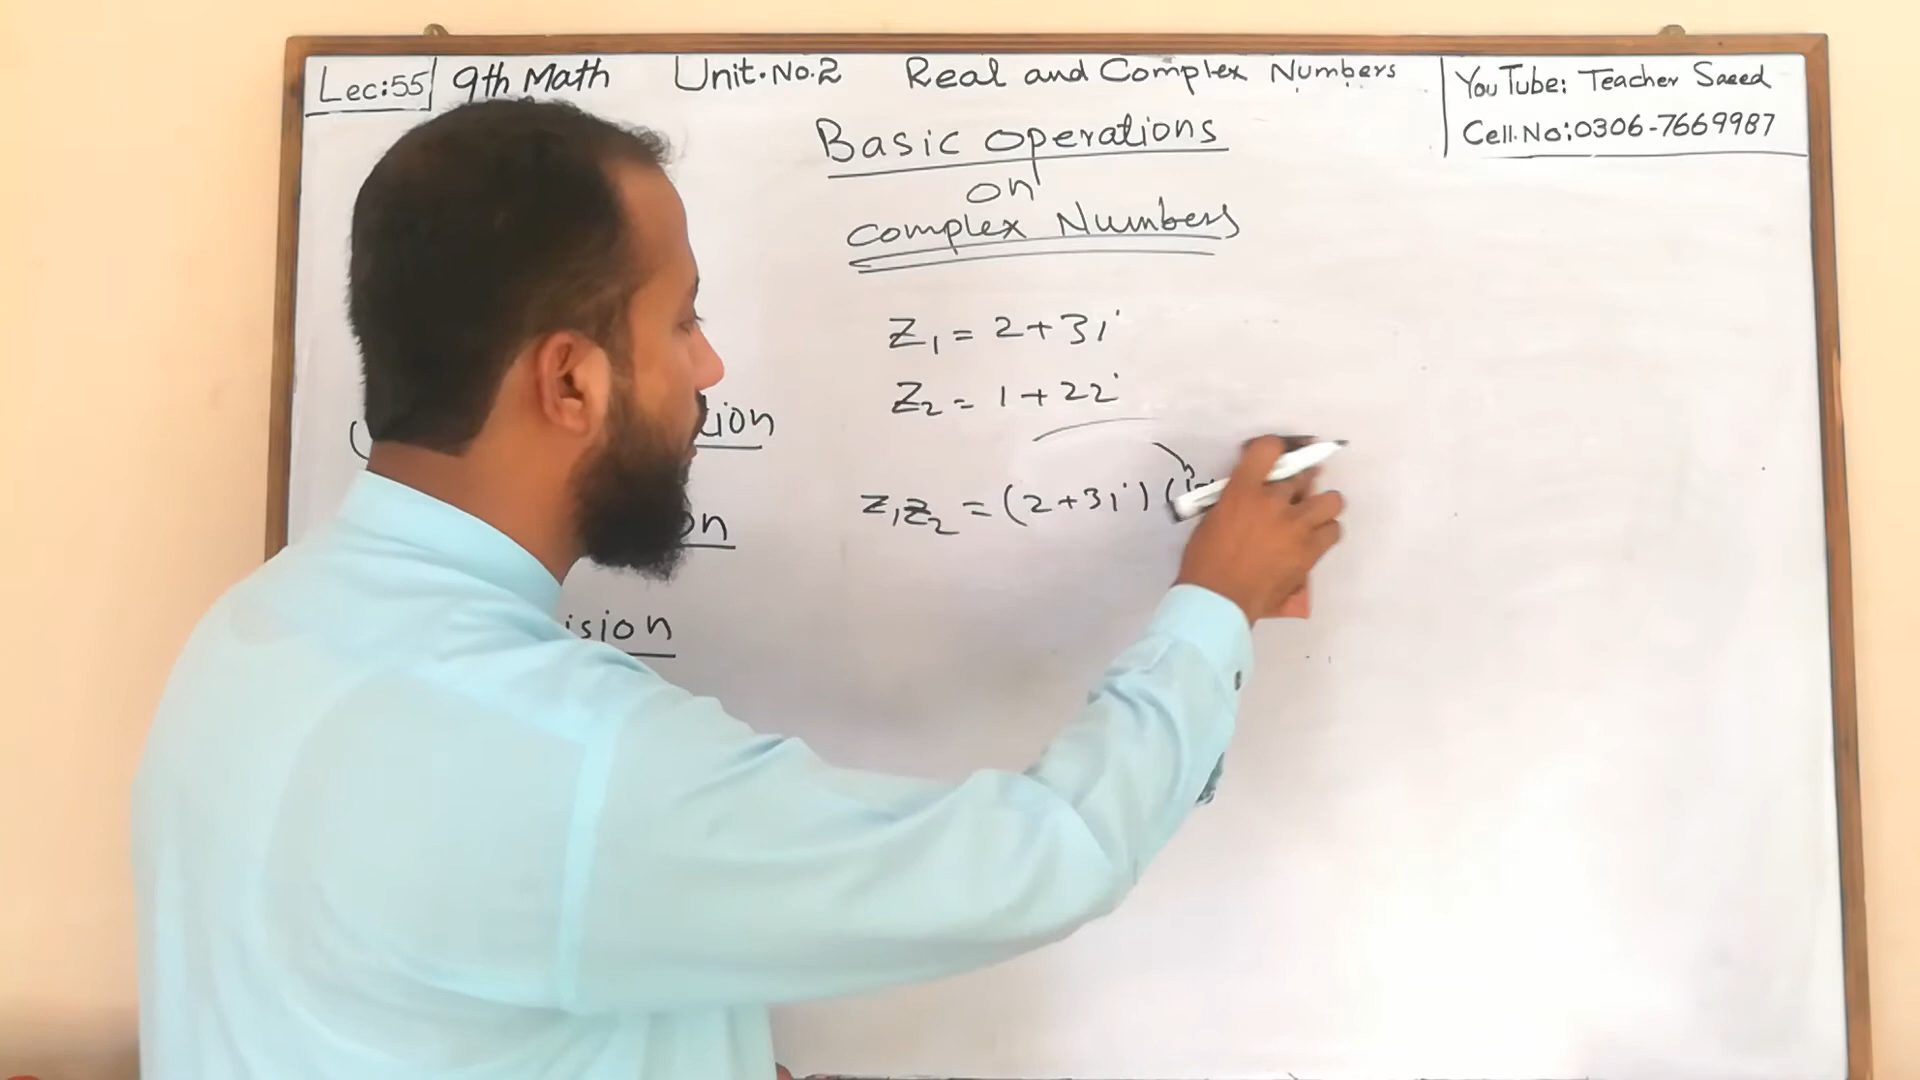 Lec:55 9th Math Unit.No.2 Real and Complex Numbers
YouTube: Teacher Saeed
Cell.No:0306-7669987
Basic operations
on
complex Numbers
Z₁ = 2+3i
Z₂ = 1+2i
Z₁Z₂ = (2+3i)(